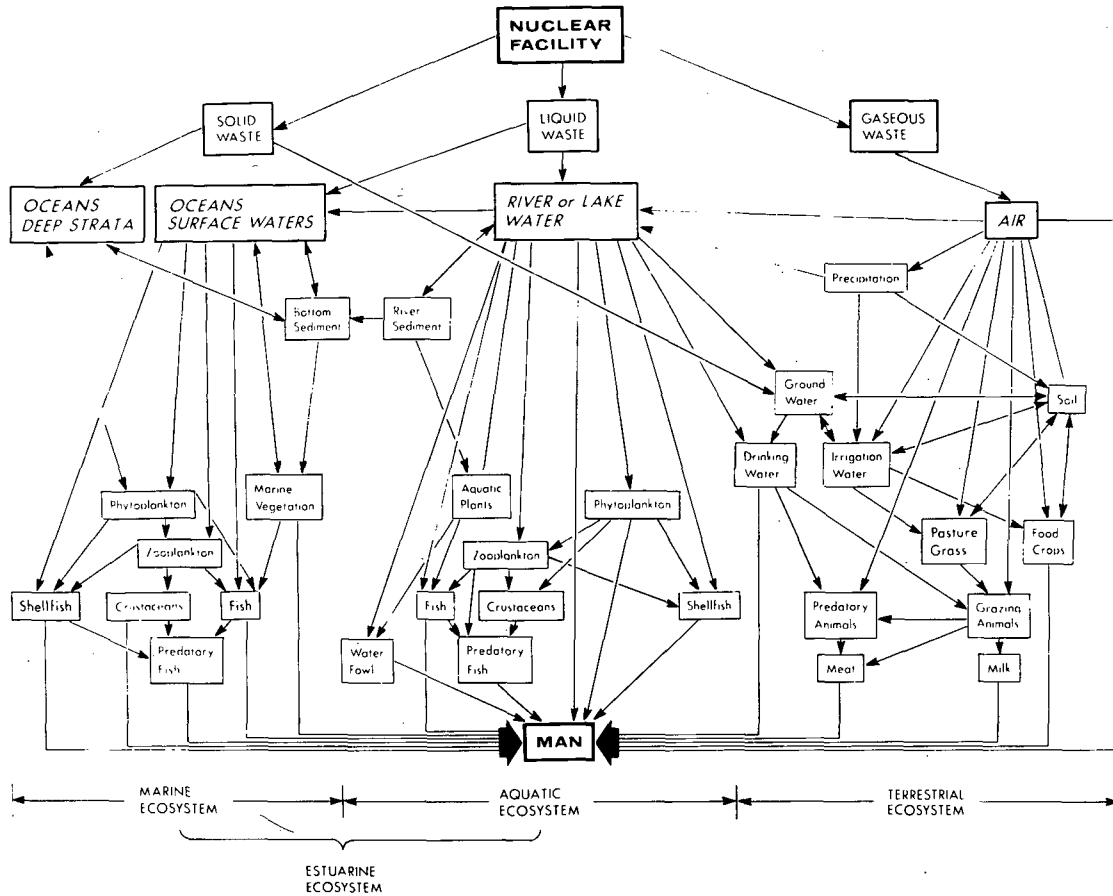 NUCLEAR
FACILITY
SOLID
WASTE
LIQUID
WASTE
GASEOUS
WASTE
OCEANS
DEEP STRATA
OCEANS
SURFACE WATERS
RIVER or LAKE
WATER
AIR
Precipitation
Bottom
Sediment
River
Sediment
Ground
Water
Soil
Drinking
Water
Irrigation
Water
Marine
Vegetation
Aquatic
Plants
Phytoplankton
Phytoplankton
Pasture
Grass
Food
Crops
Zooplankton
Zooplankton
Shellfish
Crustaceans
Fish
Fish
Crustaceans
Shellfish
Predatory
Animals
Grazing
Animals
Predatory
Fish
Water
Fowl
Predatory
Fish
Meat
Milk
MAN
MARINE
ECOSYSTEM
AQUATIC
ECOSYSTEM
TERRESTRIAL
ECOSYSTEM
ESTUARINE
ECOSYSTEM